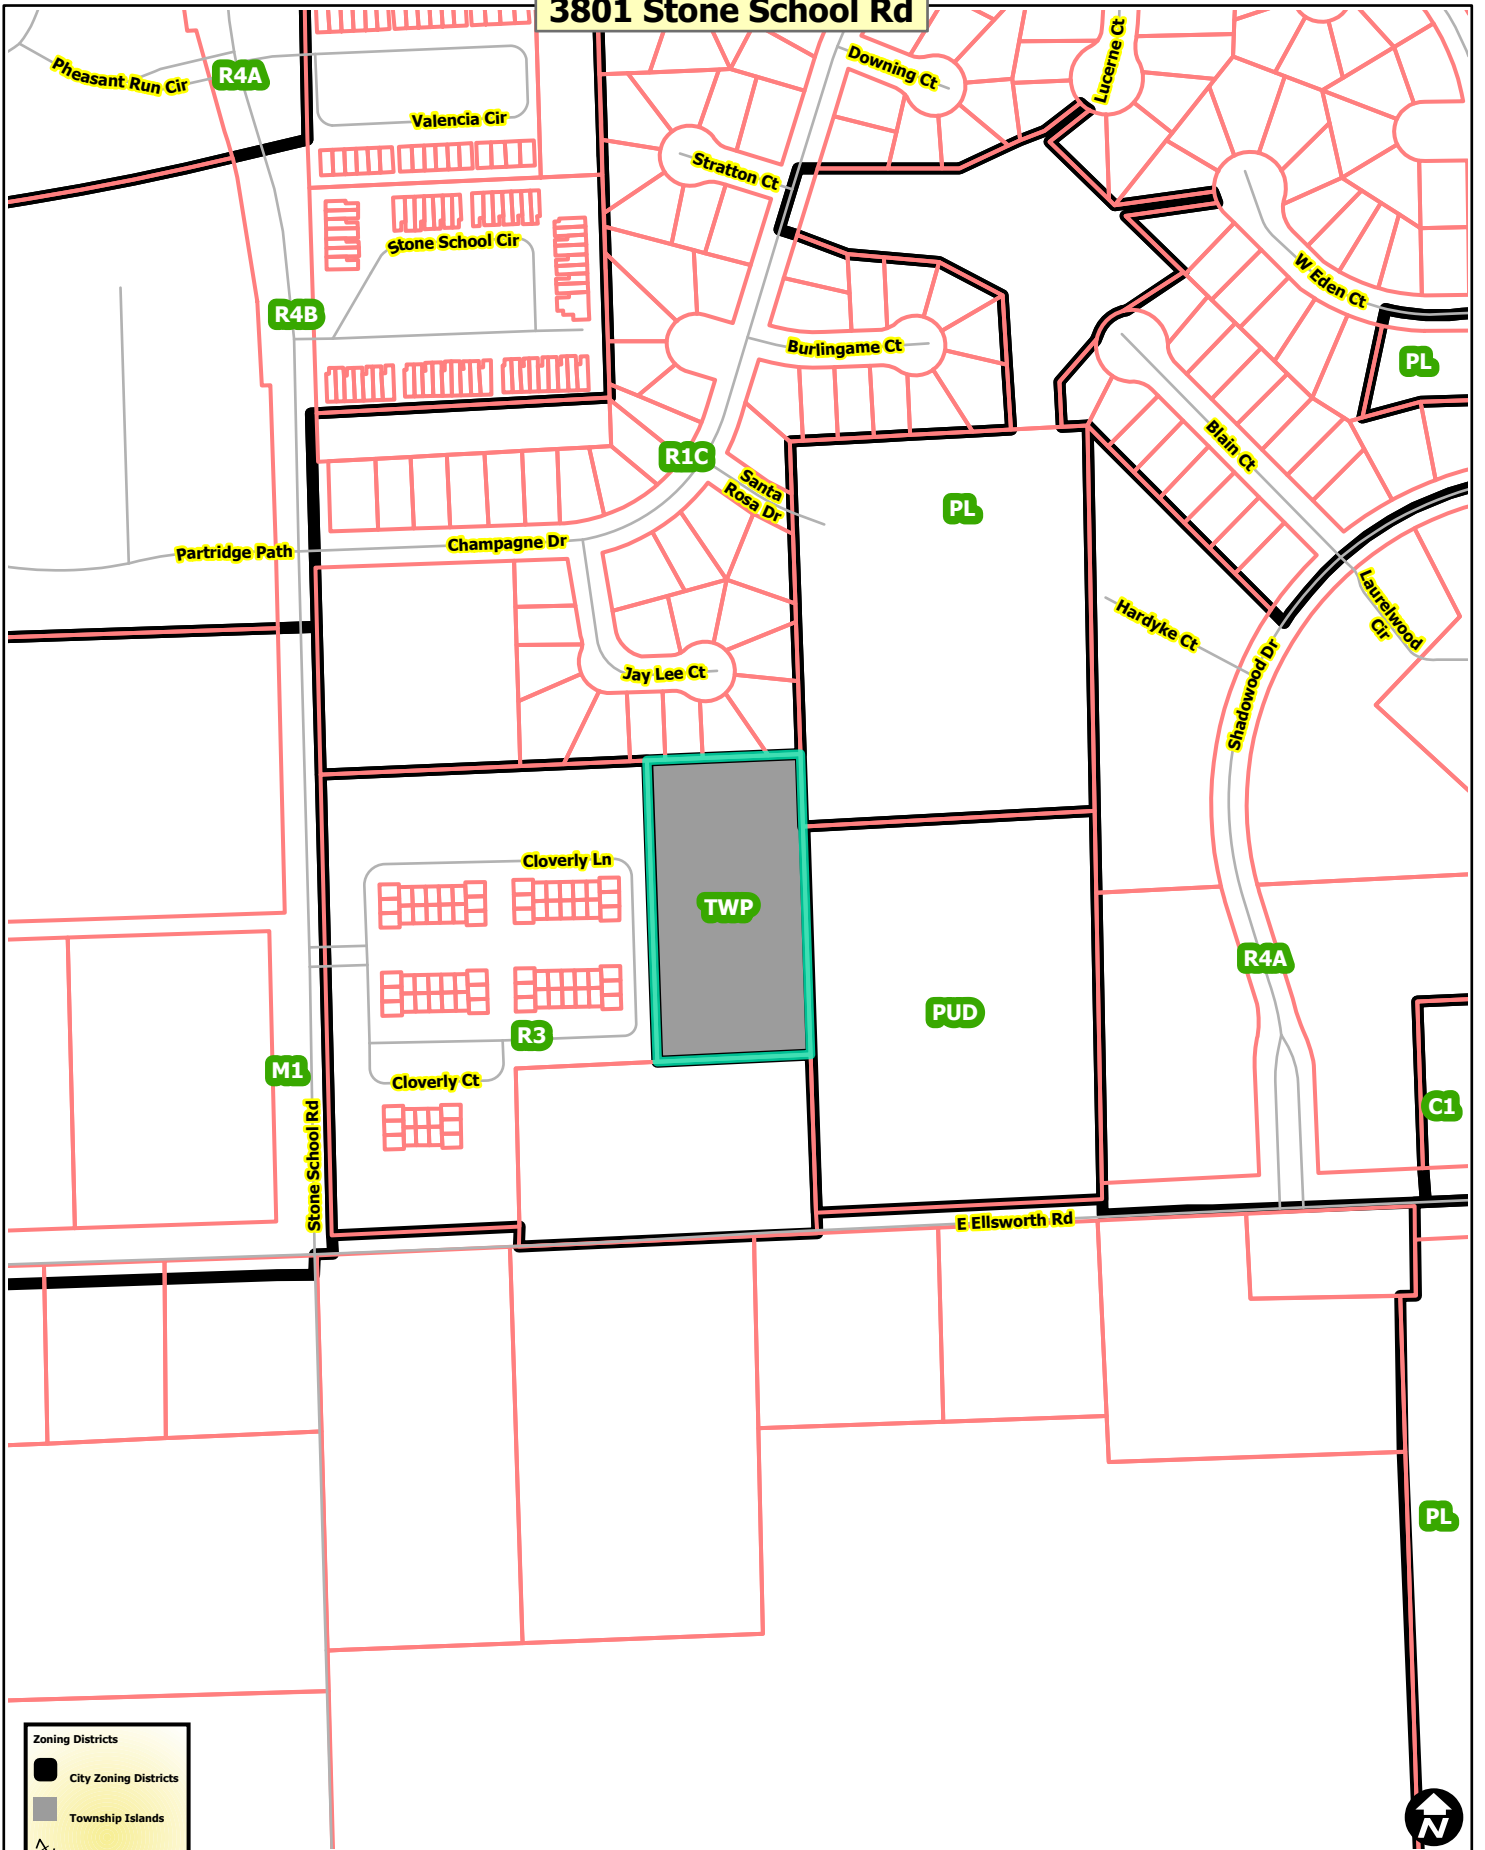 3801 Stone School Rd
Pheasant Run Cir
R4A
Valencia Cir
Downing Ct
Lucerne Ct
Stratton Ct
Stone School Cir
W Eden Ct
R4B
Burlingame Ct
PL
Blain Ct
R1C
Santa
Rosa Dr
PL
Champagne Dr
Partridge Path
Hardyke Ct
Laurelwood
Cir
Shadowood Dr
Jay Lee Ct
Cloverly Ln
TWP
R4A
PUD
R3
M1
Cloverly Ct
C1
Stone School Rd
E Ellsworth Rd
PL
Zoning Districts
City Zoning Districts
Township Islands
N